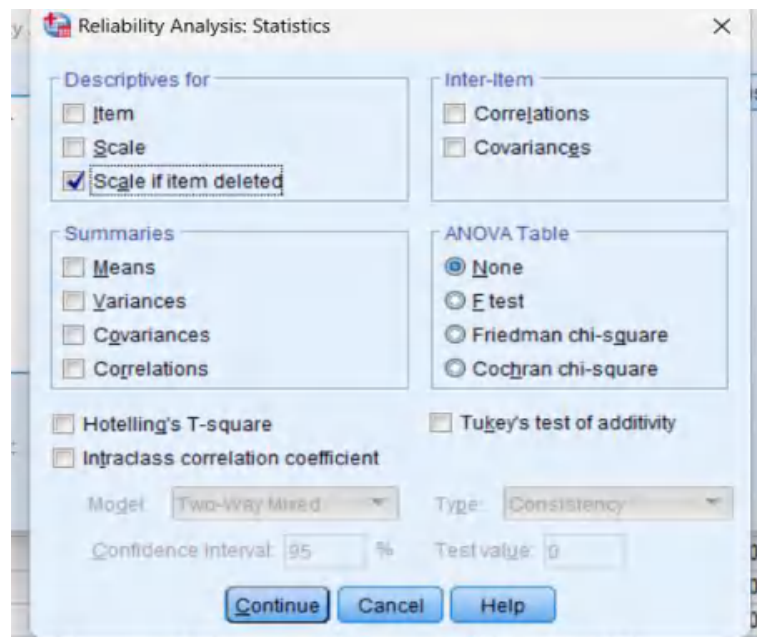 Reliability Analysis: Statistics
Descriptives for
Item
Scale
Scale if item deleted
Inter-Item
Correlations
Covariances
Summaries
Means
Variances
Covariances
Correlations
ANOVA Table
None
F test
Friedman chi-square
Cochran chi-square
Hotelling's T-square
Tukey's test of additivity
Intraclass correlation coefficient
Model: Two-Way Mixed Type: Consistency
Confidence interval: 95 % Test value: 0
Continue Cancel Help